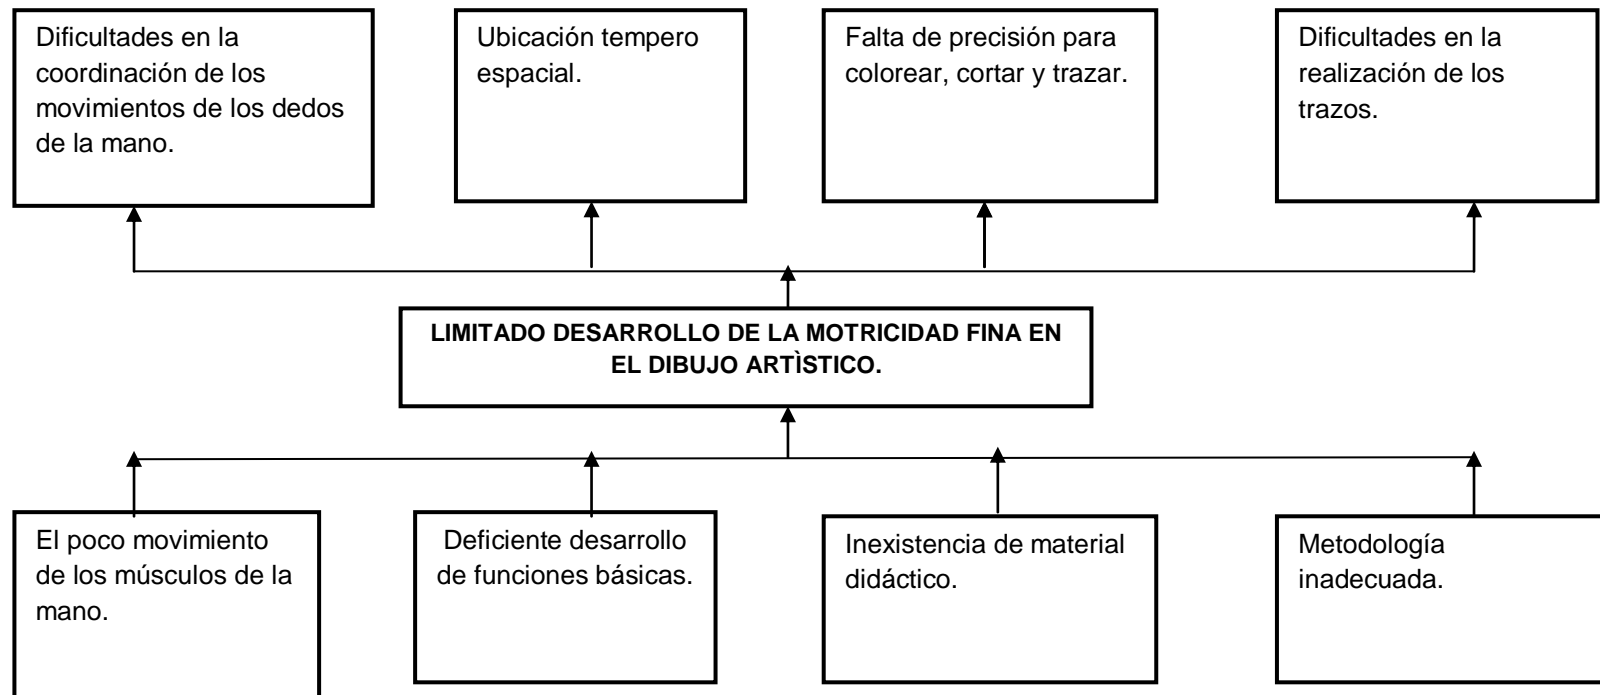 Dificultades en la
coordinación de los
movimientos de los dedos
de la mano.
Ubicación tempero
espacial.
Falta de precisión para
colorear, cortar y trazar.
Dificultades en la
realización de los
trazos.
LIMITADO DESARROLLO DE LA MOTRICIDAD FINA EN
EL DIBUJO ARTÌSTICO.
El poco movimiento
de los músculos de la
mano.
Deficiente desarrollo
de funciones básicas.
Inexistencia de material
didáctico.
Metodología
inadecuada.